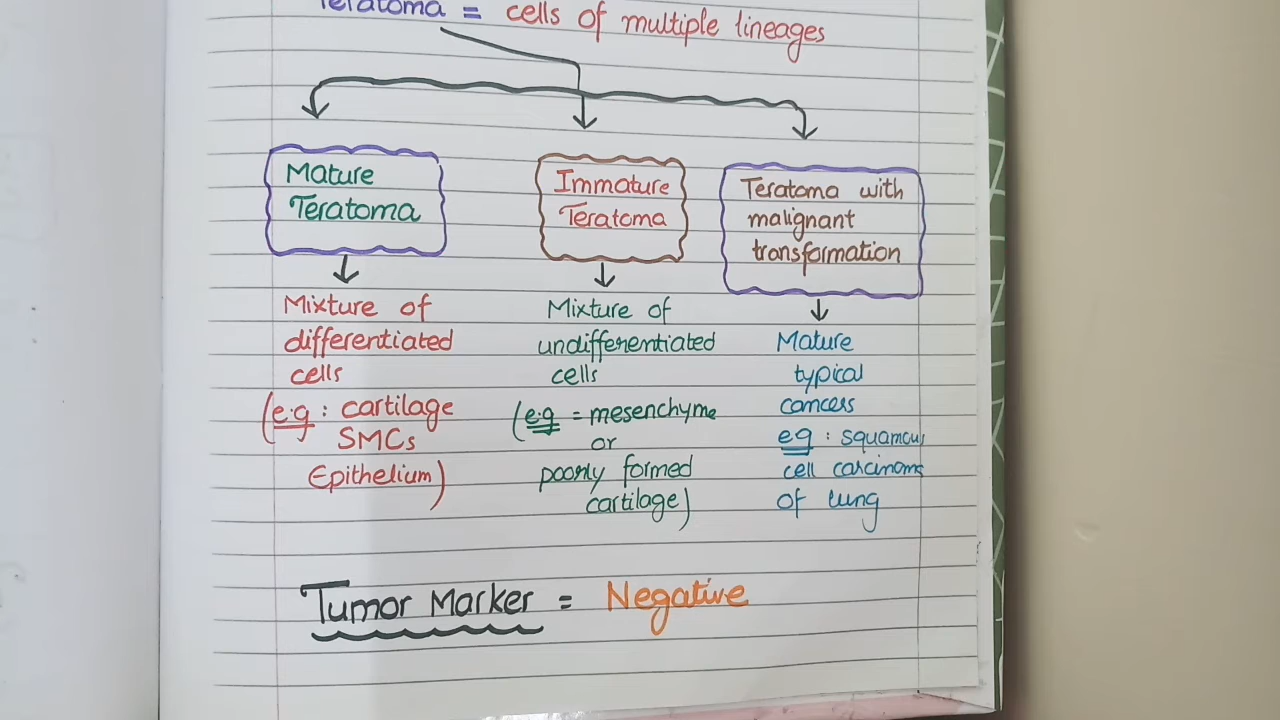 Teratoma = cells of multiple lineages
Mature
Teratoma
Immature
Teratoma
Teratoma with
malignant
transformation
Mixture of
differentiated
cells
(e.g : cartilage
SMCs
Epithelium)
Mixture of
undifferentiated
cells
(e.g = mesenchyme
or
poorly formed
cartilage)
Mature
typical
cancers
eg : squamous
cell carcinoma
of lung
Tumor Marker = Negative